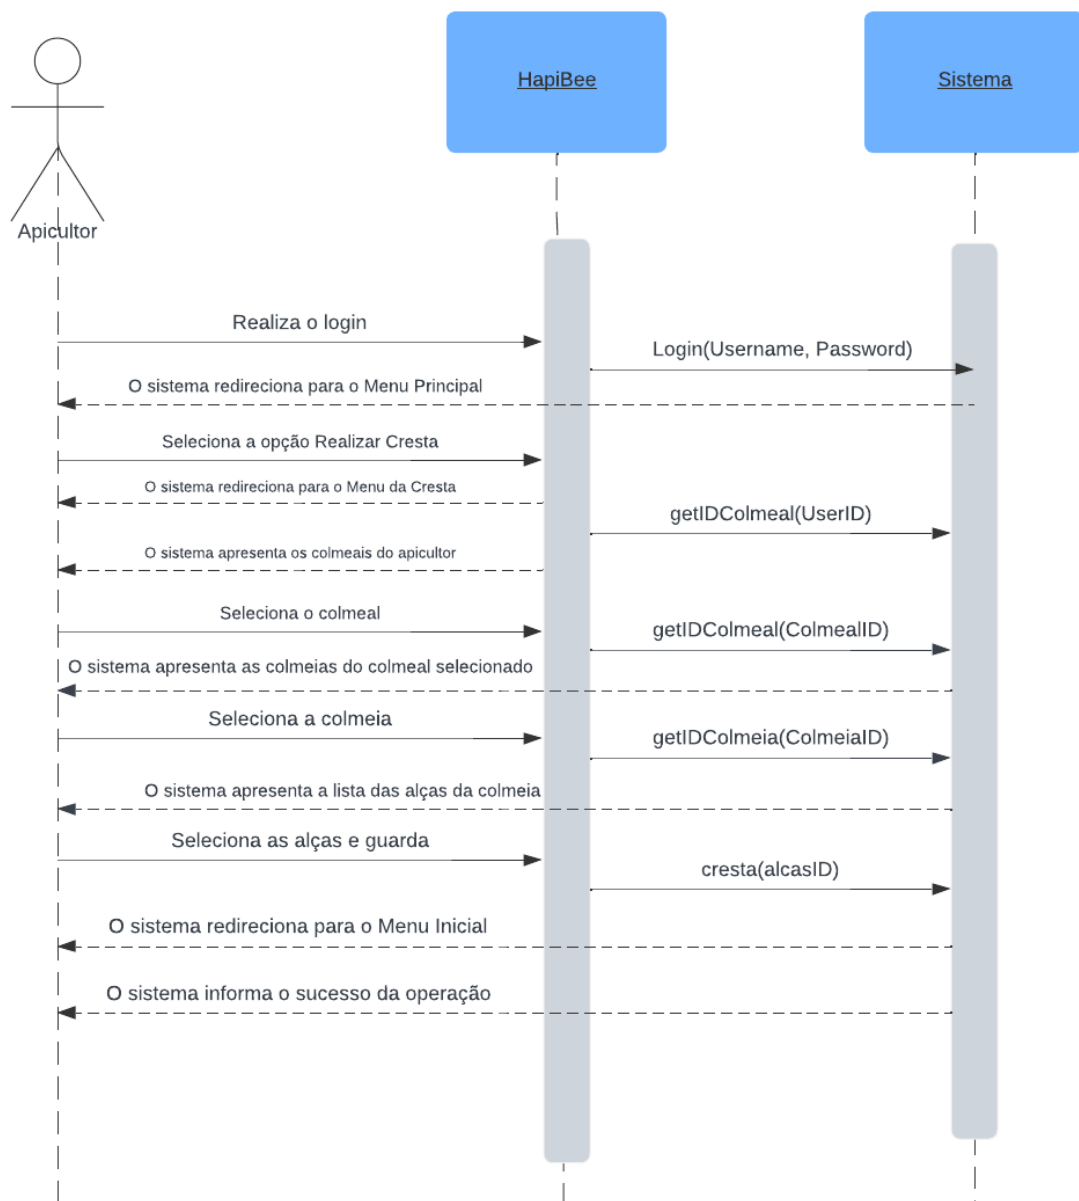 HapiBee
Sistema
Apicultor
Realiza o login
Login(Username, Password)
O sistema redireciona para o Menu Principal
Seleciona a opção Realizar Cresta
O sistema redireciona para o Menu da Cresta
getIDColmeal(UserID)
O sistema apresenta os colmeais do apicultor
Seleciona o colmeal
getIDColmeal(ColmealID)
O sistema apresenta as colmeias do colmeal selecionado
Seleciona a colmeia
getIDColmeia(ColmeiaID)
O sistema apresenta a lista das alças da colmeia
Seleciona as alças e guarda
cresta(alcasID)
O sistema redireciona para o Menu Inicial
O sistema informa o sucesso da operação